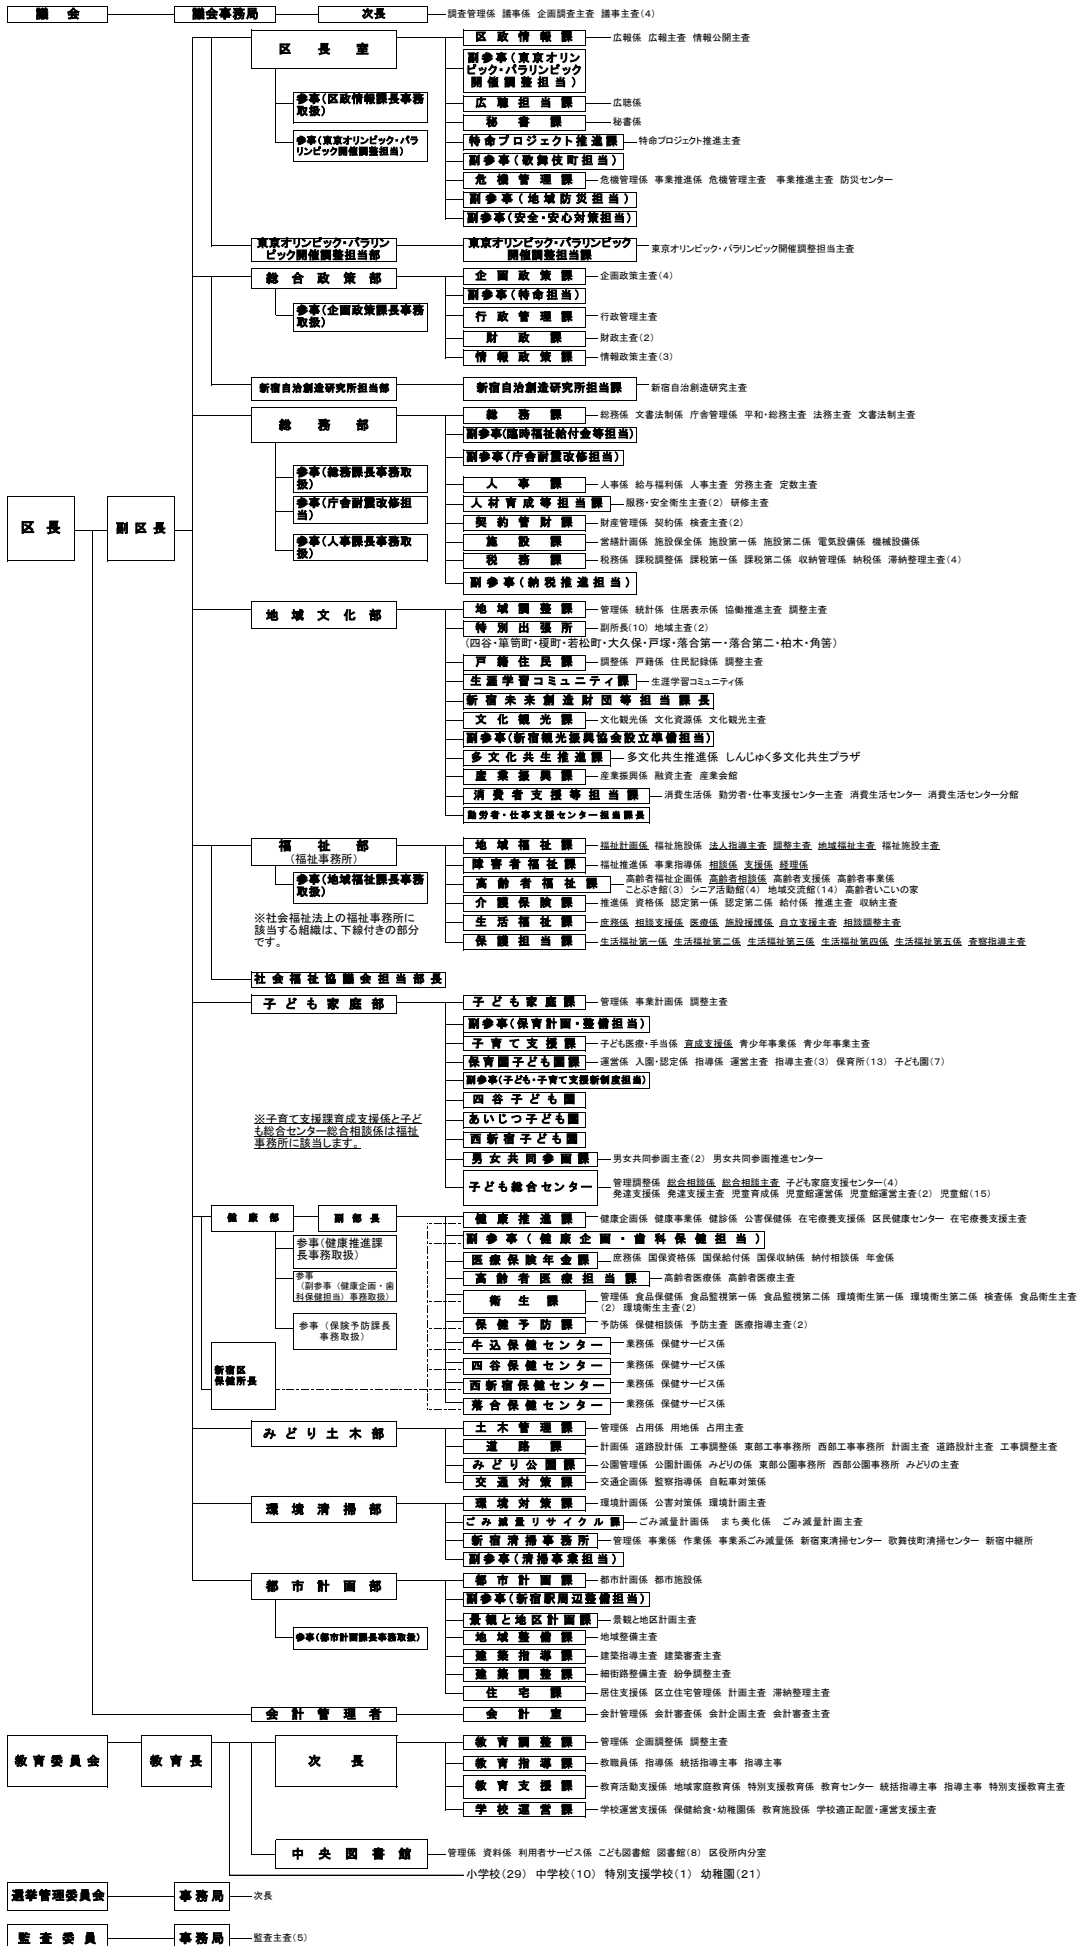 議会 議会事務局 次長 調査管理係 議事係 企画調査主査 議事主査(4)
区長室 区政情報課 広報係 広報主査 情報公開主査
副参事(東京オリン
ピック・パラリンピック
開催調整担当)
参事(区政情報課長事務
取扱)
広聴担当課 広聴係
秘書課 秘書係
参事(東京オリンピック・パラ
リンピック開催調整担当)
特命プロジェクト推進課 特命プロジェクト推進主査
副参事(歌舞伎町担当)
危機管理課 危機管理係 事業推進係 危機管理主査 事業推進主査 防災センター
副参事(地域防災担当)
副参事(安全・安心対策担当)
東京オリンピック・パラリン
ピック開催調整担当部
東京オリンピック・パラリンピック
開催調整担当課
東京オリンピック・パラリンピック開催調整担当主査
総合政策部 企画政策課 企画政策主査(4)
副参事(特命担当)
参事(企画政策課長事務
取扱)
行政管理課 行政管理主査
財政課 財政主査(2)
情報政策課 情報政策主査(3)
新宿自治創造研究所担当部 新宿自治創造研究所担当課 新宿自治創造研究主査
総務部 総務課 総務係 文書法制係 庁舎管理係 平和・総務主査 法務主査 文書法制主査
副参事(臨時福祉給付金等担当)
副参事(庁舎耐震改修担当)
参事(総務課長事務取
扱)
人事課 人事係 給与福利係 人事主査 労務主査 定数主査
参事(庁舎耐震改修担
当)
人材育成等担当課 服務・安全衛生主査(2) 研修主査
契約管財課 財産管理係 契約係 検査主査(2)
区長 副区長
参事(人事課長事務取
扱)
施設課 営繕計画係 施設保全係 施設第一係 施設第二係 電気設備係 機械設備係
税務課 税務係 課税調整係 課税第一係 課税第二係 収納管理係 納税係 滞納整理主査(4)
副参事(納税推進担当)
地域文化部 地域調整課 管理係 統計係 住居表示係 協働推進主査 調整主査
特別出張所 副所長(10) 地域主査(2)
(四谷・箪笥町・榎町・若松町・大久保・戸塚・落合第一・落合第二・柏木・角筈)
戸籍住民課 調整係 戸籍係 住民記録係 調整主査
生涯学習コミュニティ課 生涯学習コミュニティ係
新宿未来創造財団等担当課長
文化観光課 文化観光係 文化資源係 文化観光主査
副参事(新宿観光振興協会設立準備担当)
多文化共生推進課 多文化共生推進係 しんじゅく多文化共生プラザ
産業振興課 産業振興係 融資主査 産業会館
消費者支援等担当課 消費生活係 勤労者・仕事支援センター主査 消費生活センター 消費生活センター分館
勤労者・仕事支援センター担当課長
福祉部
(福祉事務所)
地域福祉課 福祉計画係 福祉施設係 法人指導主査 調整主査 地域福祉主査 福祉施設主査
障害者福祉課 福祉推進係 事業指導係 相談係 支援係 経理係
参事(地域福祉課長事務
取扱)
高齢者福祉課 高齢者福祉企画係 高齢者相談係 高齢者支援係 高齢者事業係
ことぶき館(3) シニア活動館(4) 地域交流館(14) 高齢者いこいの家
介護保険課 推進係 資格係 認定第一係 認定第二係 給付係 推進主査 収納主査
※社会福祉法上の福祉事務所に
該当する組織は、下線付きの部分
です。
生活福祉課 庶務係 相談支援係 医療係 施設援護係 自立支援主査 相談調整主査
保護担当課 生活福祉第一係 生活福祉第二係 生活福祉第三係 生活福祉第四係 生活福祉第五係 査察指導主査
社会福祉協議会担当部長
子ども家庭部 子ども家庭課 管理係 事業計画係 調整主査
副参事(保育計画・整備担当)
子育て支援課 子ども医療・手当係 育成支援係 青少年事業係 青少年事業主査
保育園子ども園課 運営係 入園・認定係 指導係 運営主査 指導主査(3) 保育所(13) 子ども園(7)
副参事(子ども・子育て支援新制度担当)
四谷子ども園
あいじつ子ども園
西新宿子ども園
※子育て支援課育成支援係と子ど
も総合センター総合相談係は福祉
事務所に該当します。
男女共同参画課 男女共同参画主査(2) 男女共同参画推進センター
子ども総合センター 管理調整係 総合相談係 総合相談主査 子ども家庭支援センター(4)
発達支援係 発達支援主査 児童育成係 児童館運営係 児童館運営主査(2) 児童館(15)
健康部 副部長 健康推進課 健康企画係 健康事業係 健診係 公害保健係 在宅療養支援係 区民健康センター 在宅療養支援主査
副参事(健康企画・歯科保健担当)
参事(健康推進課
長事務取扱)
医療保険年金課 庶務係 国保資格係 国保給付係 国保収納係 納付相談係 年金係
高齢者医療担当課 高齢者医療係 高齢者医療主査
参事
(副参事(健康企画・歯
科保健担当)事務取扱)
衛生課 管理係 食品保健係 食品監視第一係 食品監視第二係 環境衛生第一係 環境衛生第二係 検査係 食品衛生主査
(2) 環境衛生主査(2)
参事(保険予防課長
事務取扱)
保健予防課 予防係 保健相談係 予防主査 医療指導主査(2)
牛込保健センター 業務係 保健サービス係
四谷保健センター 業務係 保健サービス係
新宿区
保健所長
西新宿保健センター 業務係 保健サービス係
落合保健センター 業務係 保健サービス係
みどり土木部 土木管理課 管理係 占用係 用地係 占用主査
道路課 計画係 道路設計係 工事調整係 東部工事事務所 西部工事事務所 計画主査 道路設計主査 工事調整主査
みどり公園課 公園管理係 公園計画係 みどりの係 東部公園事務所 西部公園事務所 みどりの主査
交通対策課 交通企画係 監察指導係 自転車対策係
環境清掃部 環境対策課 環境計画係 公害対策係 環境計画主査
ごみ減量リサイクル課 ごみ減量計画係 まち美化係 ごみ減量計画主査
新宿清掃事務所 管理係 事業係 作業係 事業系ごみ減量係 新宿東清掃センター 歌舞伎町清掃センター 新宿中継所
副参事(清掃事業担当)
都市計画部 都市計画課 都市計画係 都市施設係
副参事(新宿駅周辺整備担当)
景観と地区計画課 景観と地区計画主査
参事(都市計画課長事務取扱)
地域整備課 地域整備主査
建築指導課 建築指導主査 建築審査主査
建築調整課 細街路整備主査 紛争調整主査
住宅課 居住支援係 区立住宅管理係 計画主査 滞納整理主査
会計管理者 会計室 会計管理係 会計審査係 会計企画主査 会計審査主査
教育委員会 教育長 次長 教育調整課 管理係 企画調整係 調整主査
教育指導課 教職員係 指導係 統括指導主事 指導主事
教育支援課 教育活動支援係 地域家庭教育係 特別支援教育係 教育センター 統括指導主事 指導主事 特別支援教育主査
学校運営課 学校運営支援係 保健給食・幼稚園係 教育施設係 学校適正配置・運営支援主査
中央図書館 管理係 資料係 利用者サービス係 こども図書館 図書館(8) 区役所内分室
小学校(29) 中学校(10) 特別支援学校(1) 幼稚園(21)
選挙管理委員会 事務局 次長
監査委員 事務局 監査主査(5)